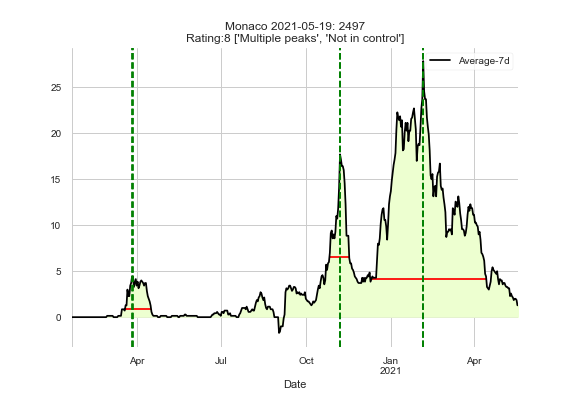 Monaco 2021-05-19: 2497
Rating:8 ['Multiple peaks', 'Not in control']
Average-7d
25
20
15
10
5
0
Apr
Jul
Oct
Jan
2021
Apr
Date